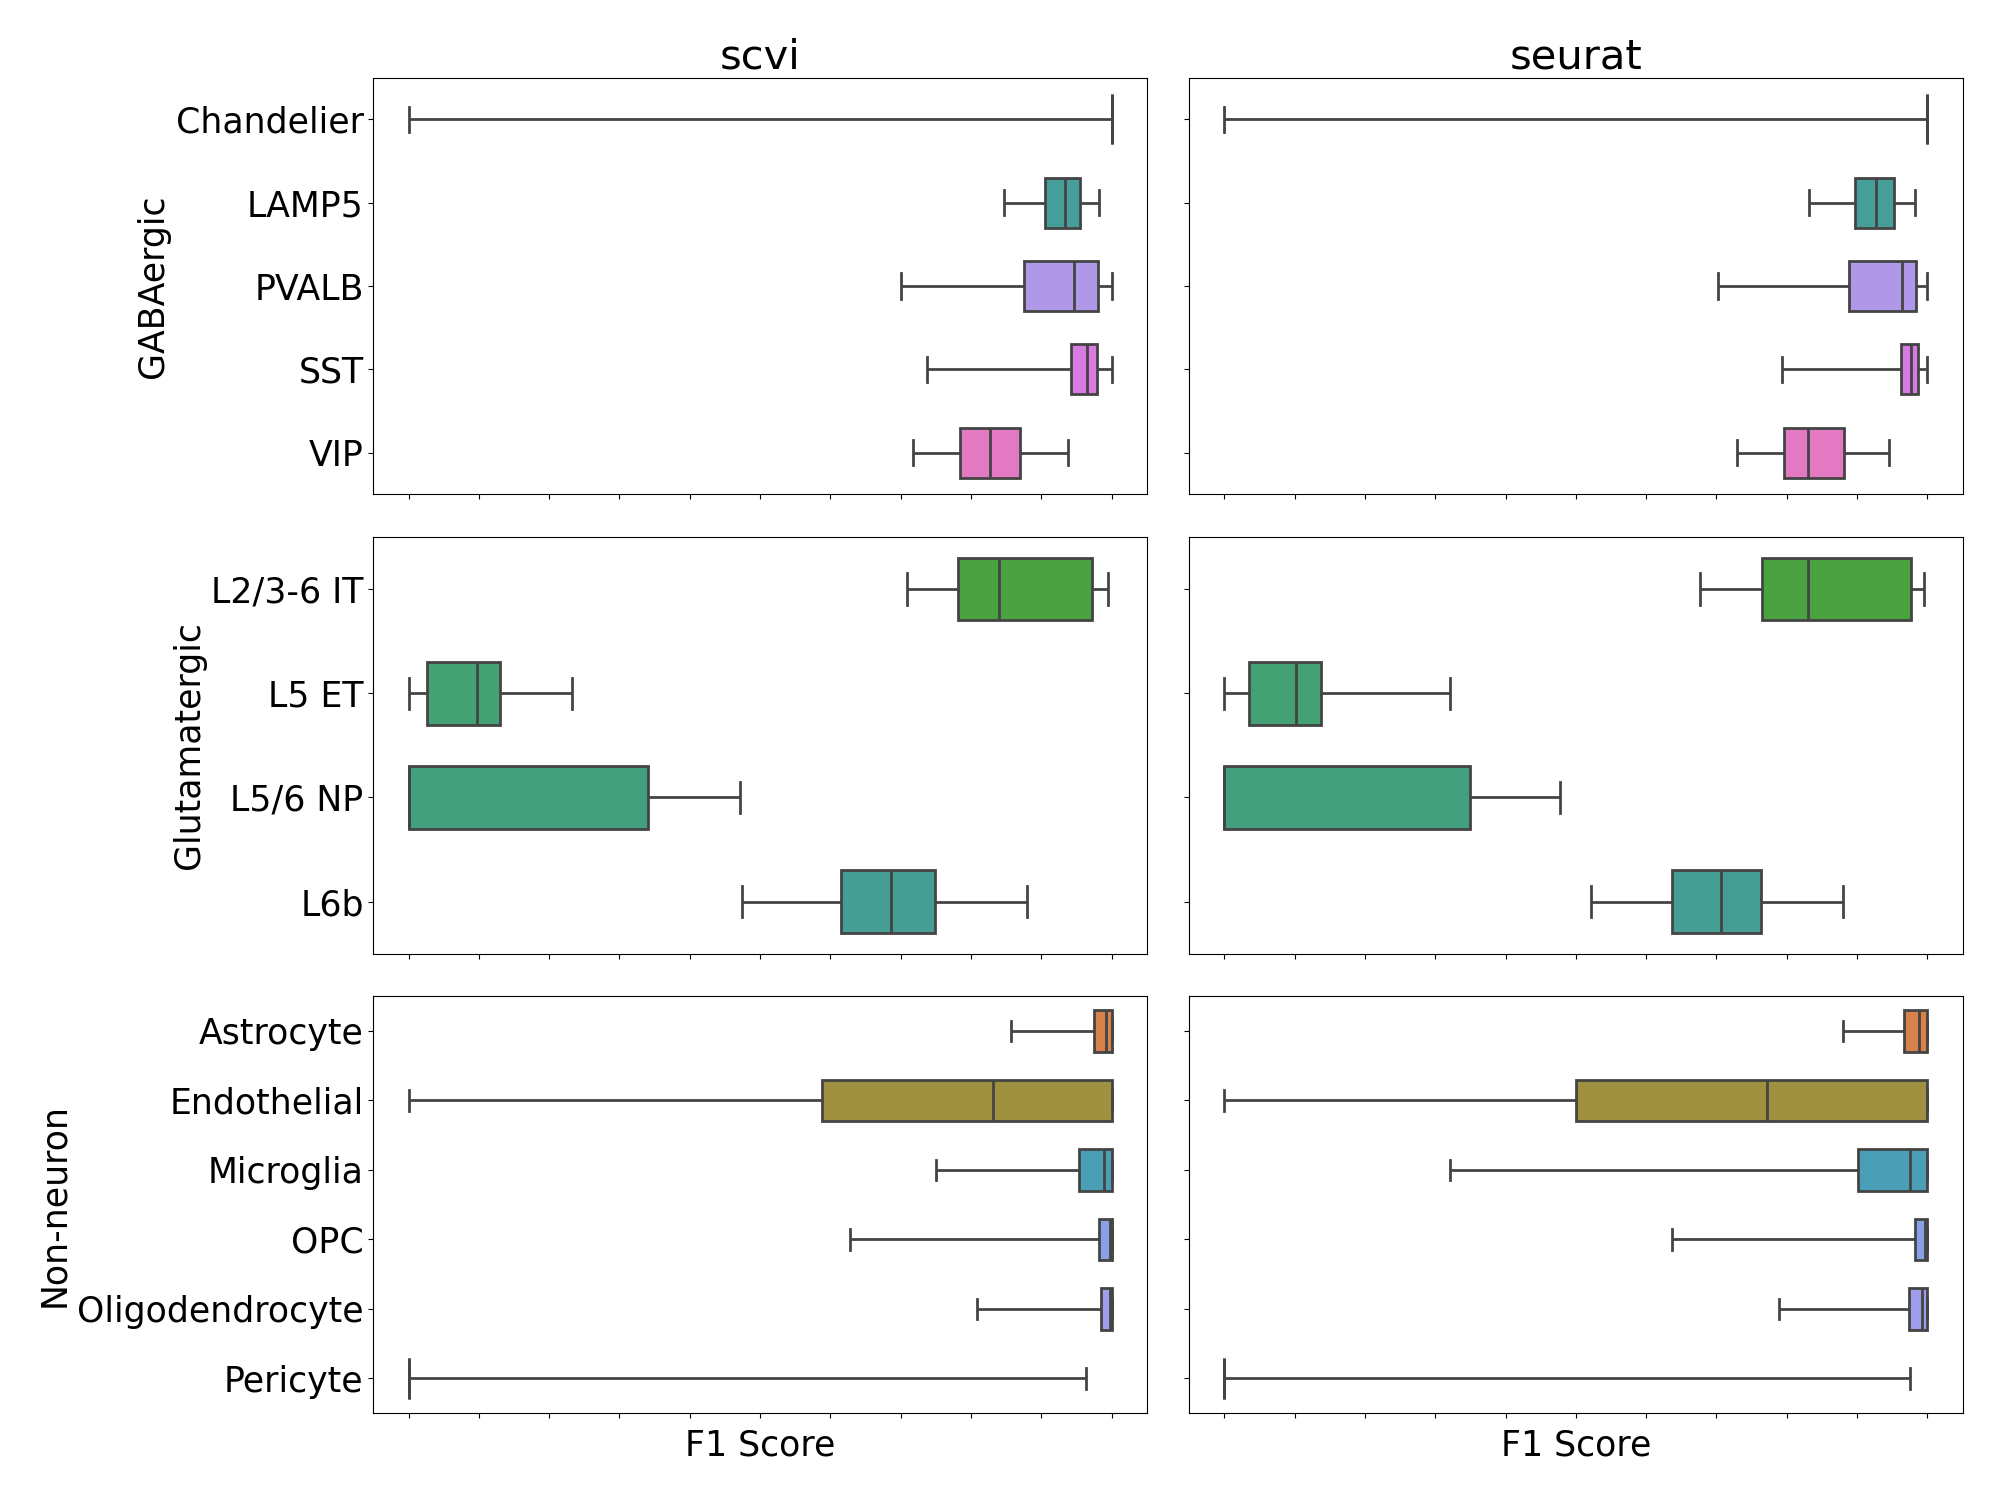 scvi
seurat
GABAergic
Chandelier
LAMP5
PVALB
SST
VIP
Glutamatergic
L2/3-6 IT
L5 ET
L5/6 NP
L6b
Non-neuron
Astrocyte
Endothelial
Microglia
OPC
Oligodendrocyte
Pericyte
F1 Score
F1 Score